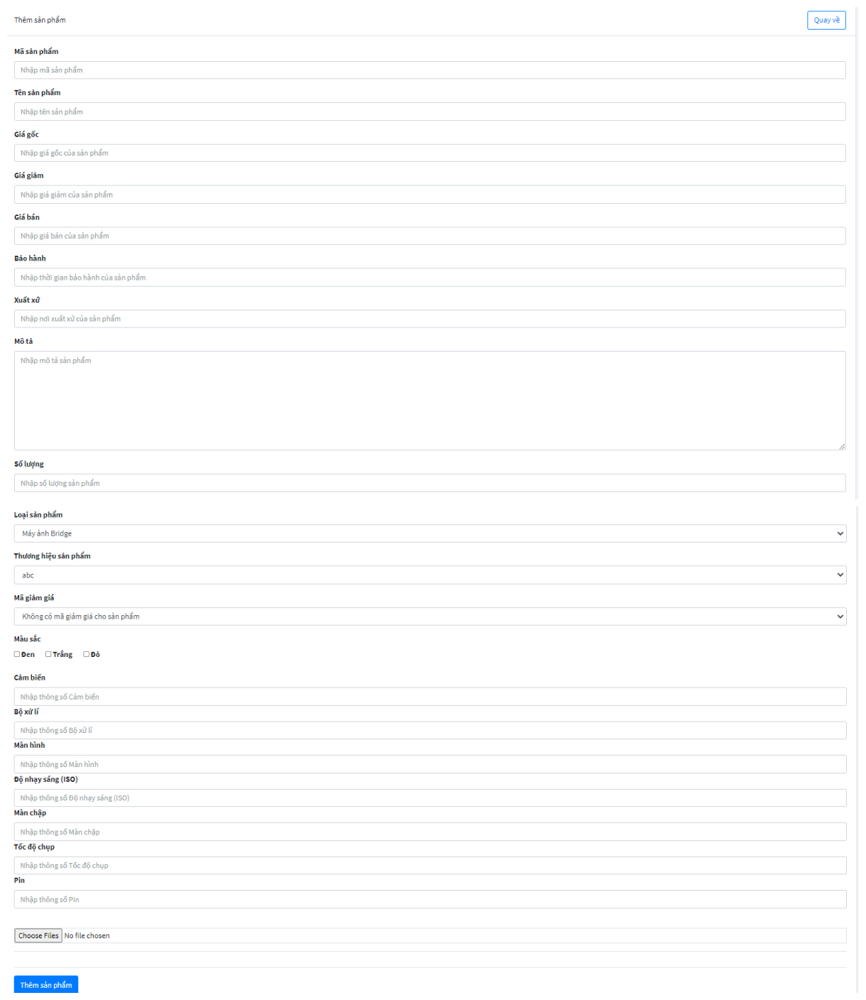 Thêm sản phẩm
Quay về
Mã sản phẩm
Nhập mã sản phẩm
Tên sản phẩm
Nhập tên sản phẩm
Giá gốc
Nhập giá gốc của sản phẩm
Giá giảm
Nhập giá giảm của sản phẩm
Giá bán
Nhập giá bán của sản phẩm
Bảo hành
Nhập thời gian bảo hành của sản phẩm
Xuất xứ
Nhập nơi xuất xứ của sản phẩm
Mô tả
Nhập mô tả sản phẩm
Số lượng
Nhập số lượng sản phẩm
Loại sản phẩm
Máy ảnh Bridge
Thương hiệu sản phẩm
abc
Mã giảm giá
Không có mã giảm giá cho sản phẩm
Màu sắc
Đen Trắng Đỏ
Cảm biến
Nhập thông số Cảm biến
Bộ xử lí
Nhập thông số Bộ xử lí
Màn hình
Nhập thông số Màn hình
Độ nhạy sáng (ISO)
Nhập thông số Độ nhạy sáng (ISO)
Màn chập
Nhập thông số Màn chập
Tốc độ chụp
Nhập thông số Tốc độ chụp
Pin
Nhập thông số Pin
Choose Files No file chosen
Thêm sản phẩm